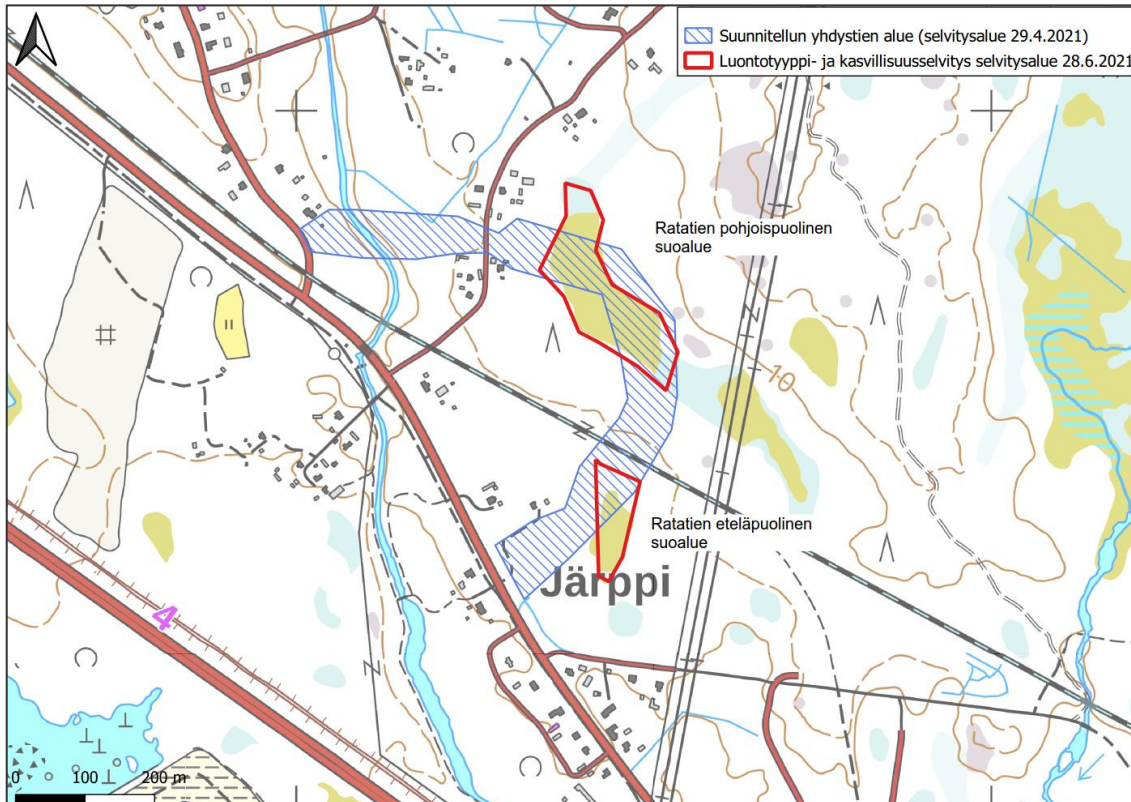 Suunnitellun yhdystien alue (selvitysalue 29.4.2021)
Luontotyyppi- ja kasvillisuusselvitys selvitysalue 28.6.2021
Ratatien pohjoispuolinen
suoalue
10
Ratatien eteläpuolinen
suoalue
Järppi
4
0 100 200 m